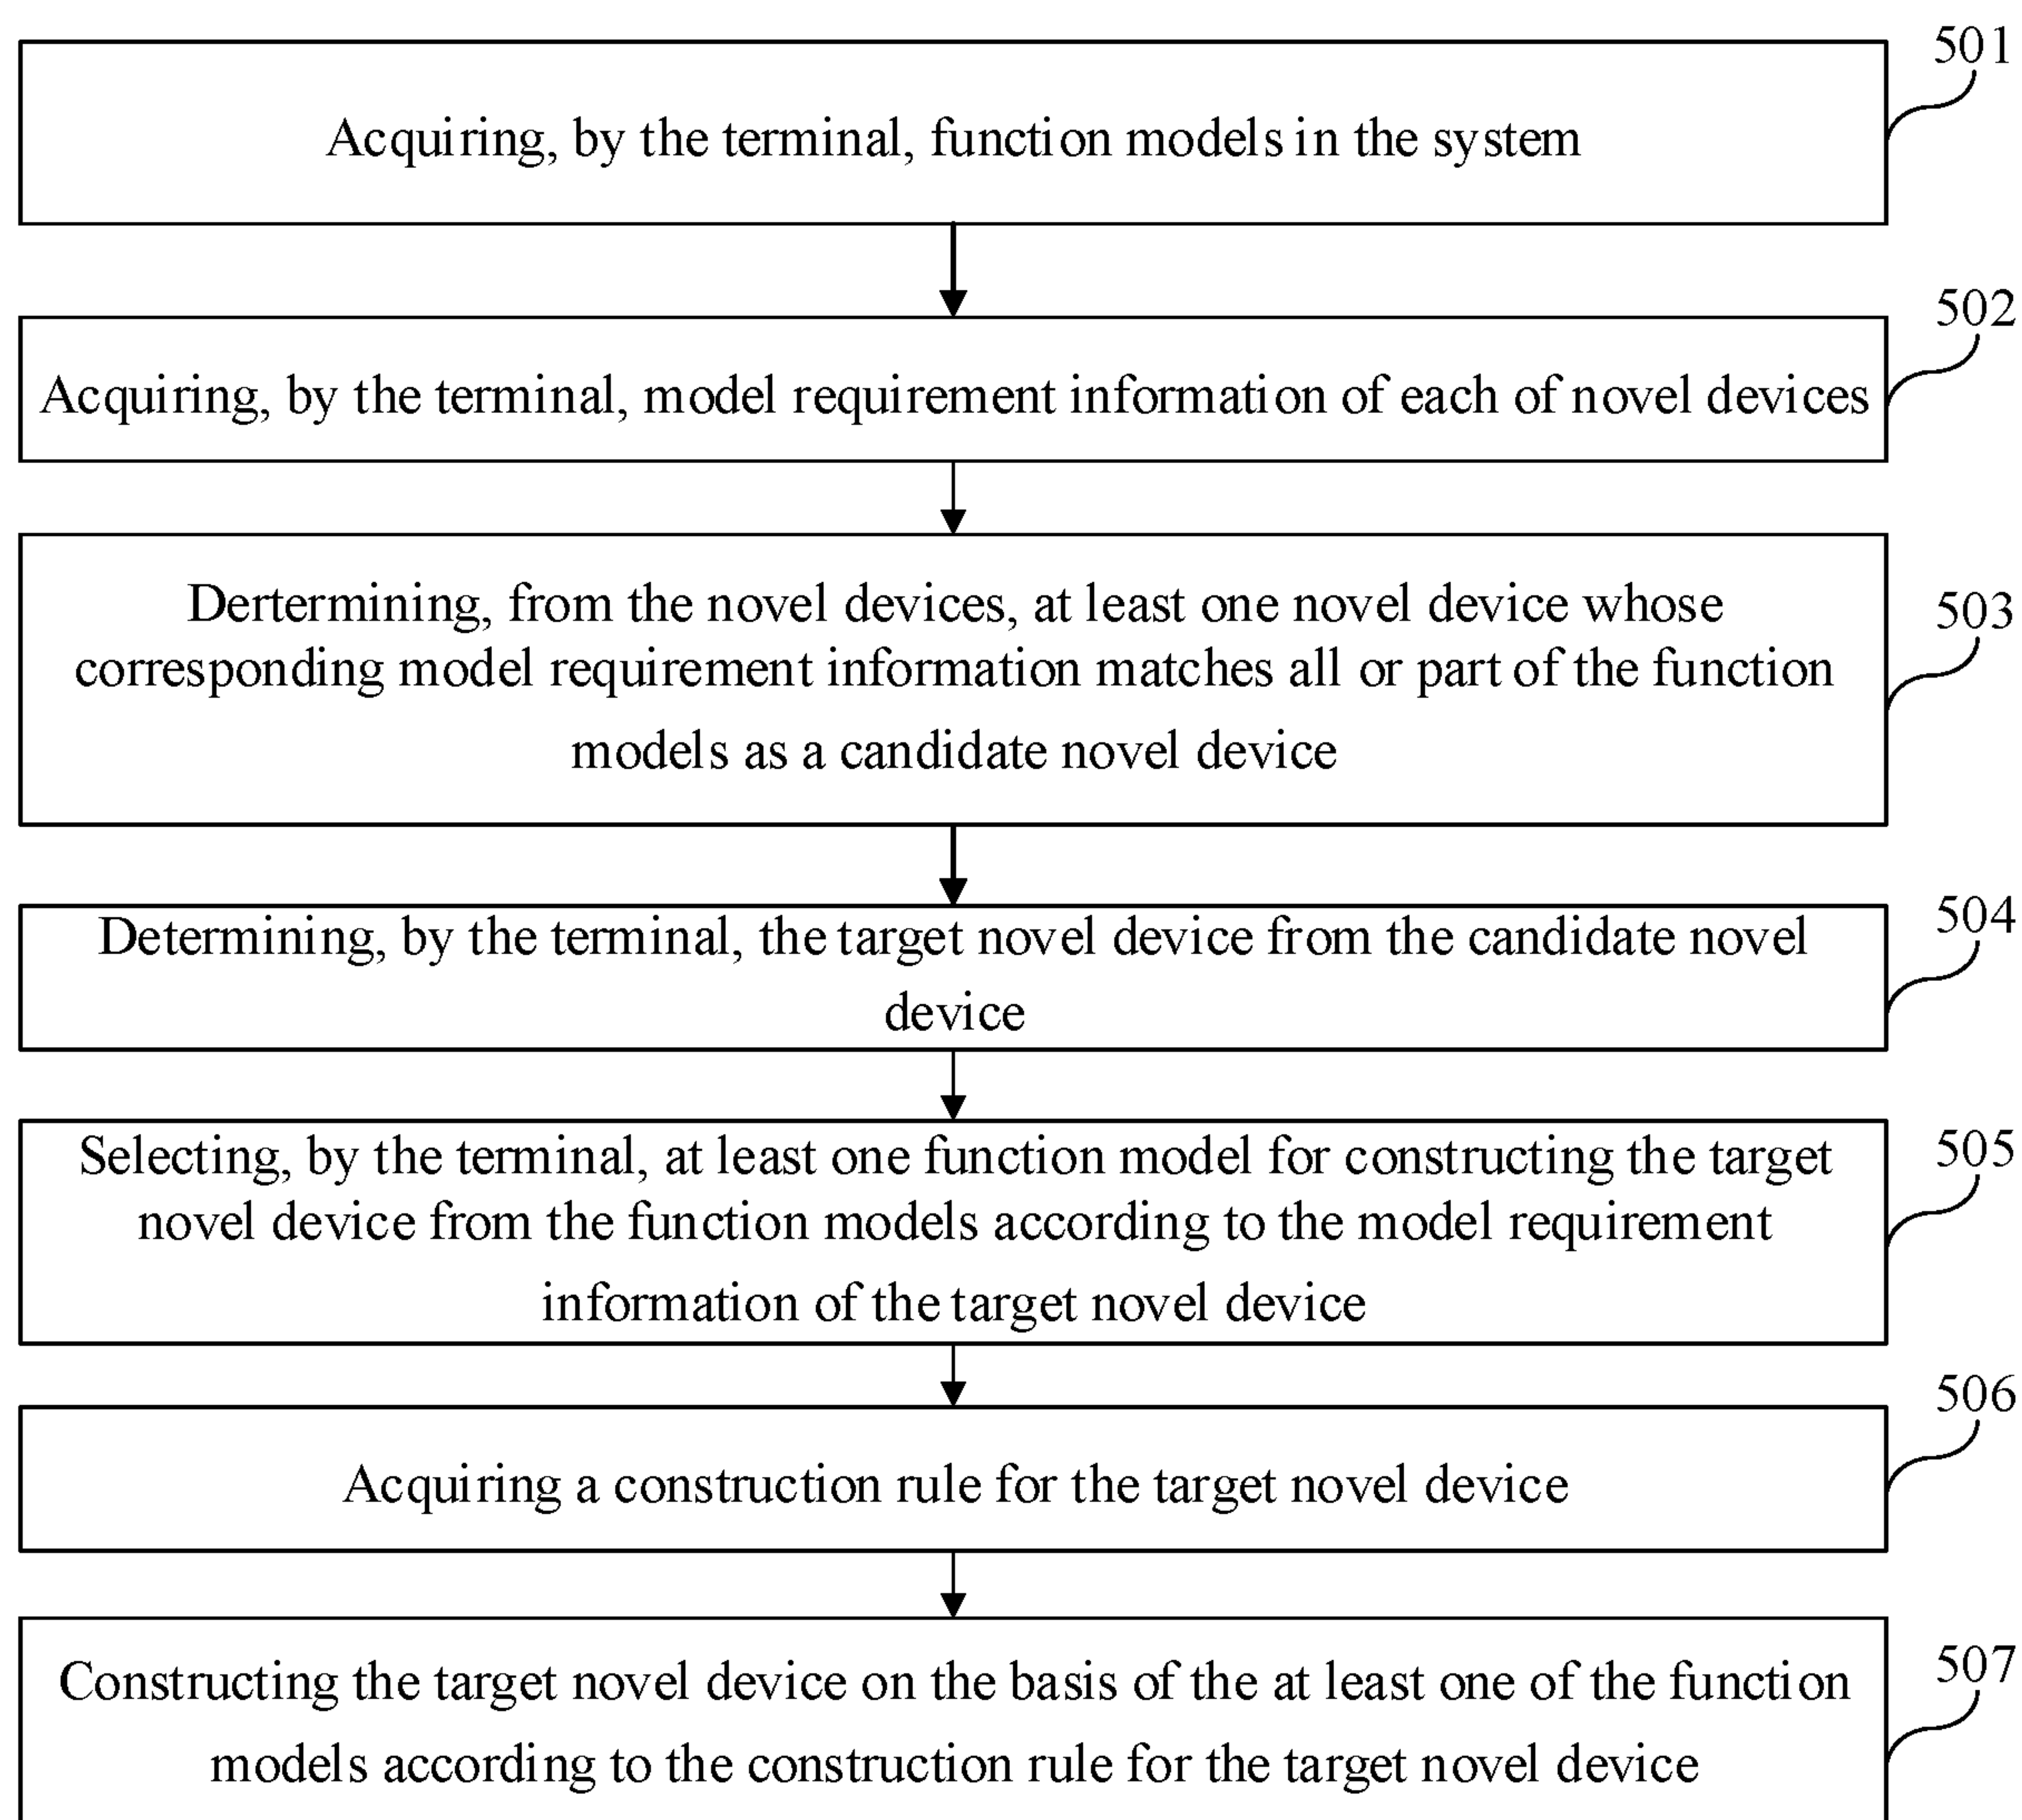 501
Acquiring, by the terminal, function models in the system
502
Acquiring, by the terminal, model requirement information of each of novel devices
503
Dertermining, from the novel devices, at least one novel device whose
corresponding model requirement information matches all or part of the function
models as a candidate novel device
504
Determining, by the terminal, the target novel device from the candidate novel
device
505
Selecting, by the terminal, at least one function model for constructing the target
novel device from the function models according to the model requirement
information of the target novel device
506
Acquiring a construction rule for the target novel device
507
Constructing the target novel device on the basis of the at least one of the function
models according to the construction rule for the target novel device